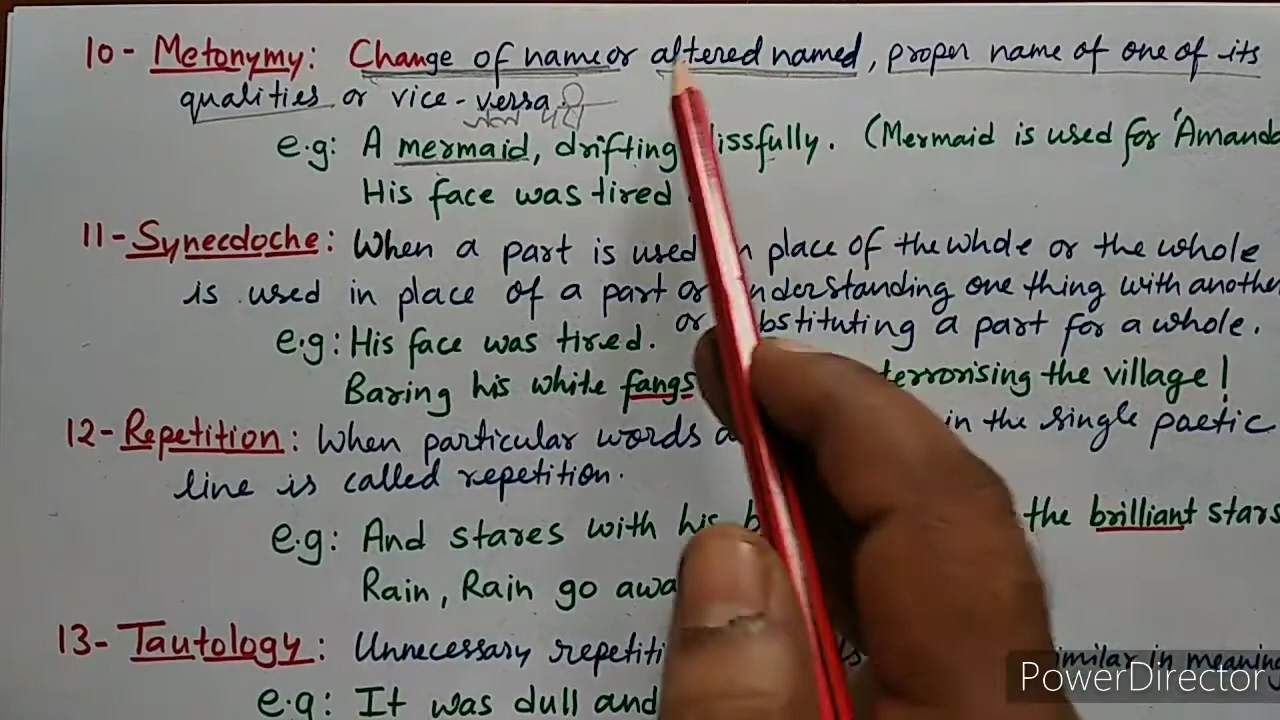 10- Metonymy: Change of name or altered named, proper name of one of its
qualities or vice-versa.
e.g: A mermaid, drifting lissfully. (Mermaid is used for 'Amanda
His face was tired
11- Synecdoche: When a part is used in place of the whole or the whole
is used in place of a part or understanding one thing with another
or substituting a part for a whole.
e.g: His face was tired.
Baring his white fangs terrorising the village!
12- Repetition: When particular words in the single poetic
line is called repetition.
e.g: And stares with his the brilliant stars
Rain, Rain go awa
13- Tautology: Unnecessary repetiti similar in meaning
e.g: It was dull and
PowerDirector